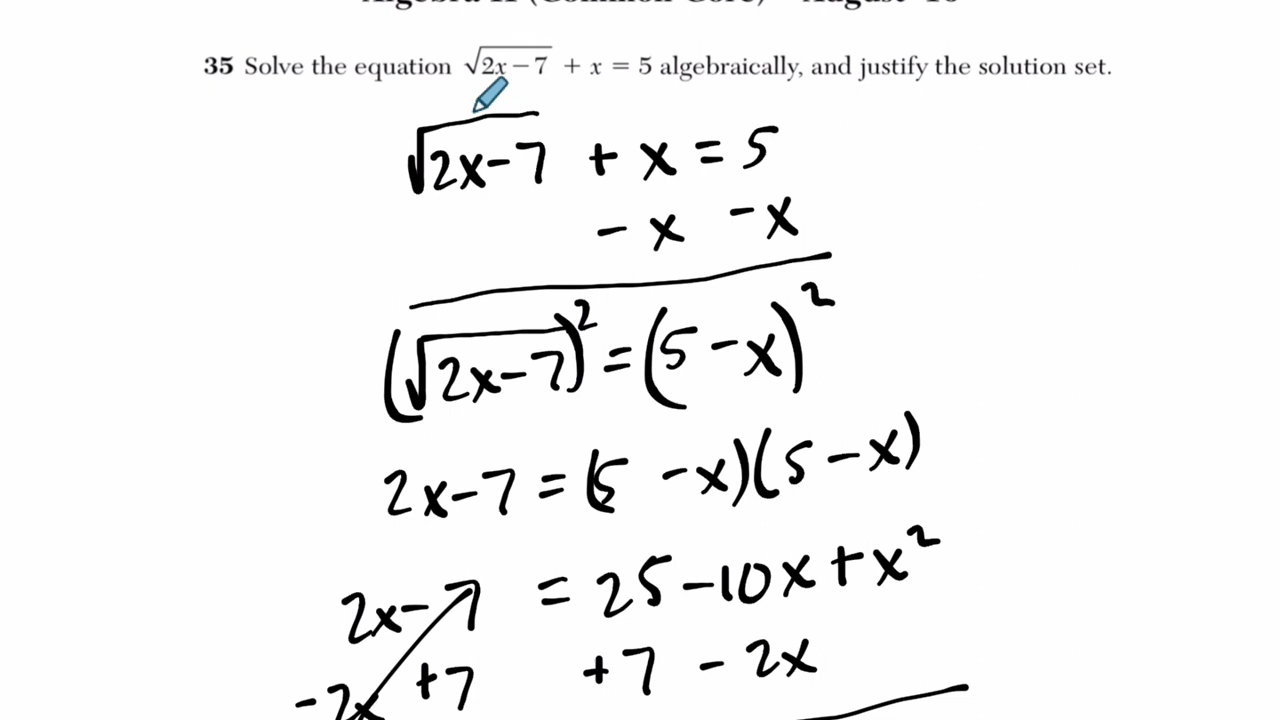 35 Solve the equation √2x − 7 + x = 5 algebraically, and justify the solution set.
√2x-7 + x = 5
- x - x
(√2x-7)² = (5 - x)²
2x-7 = (5 - x)(5 - x)
2x-7 = 25-10x+x²
-2x +7 +7 - 2x